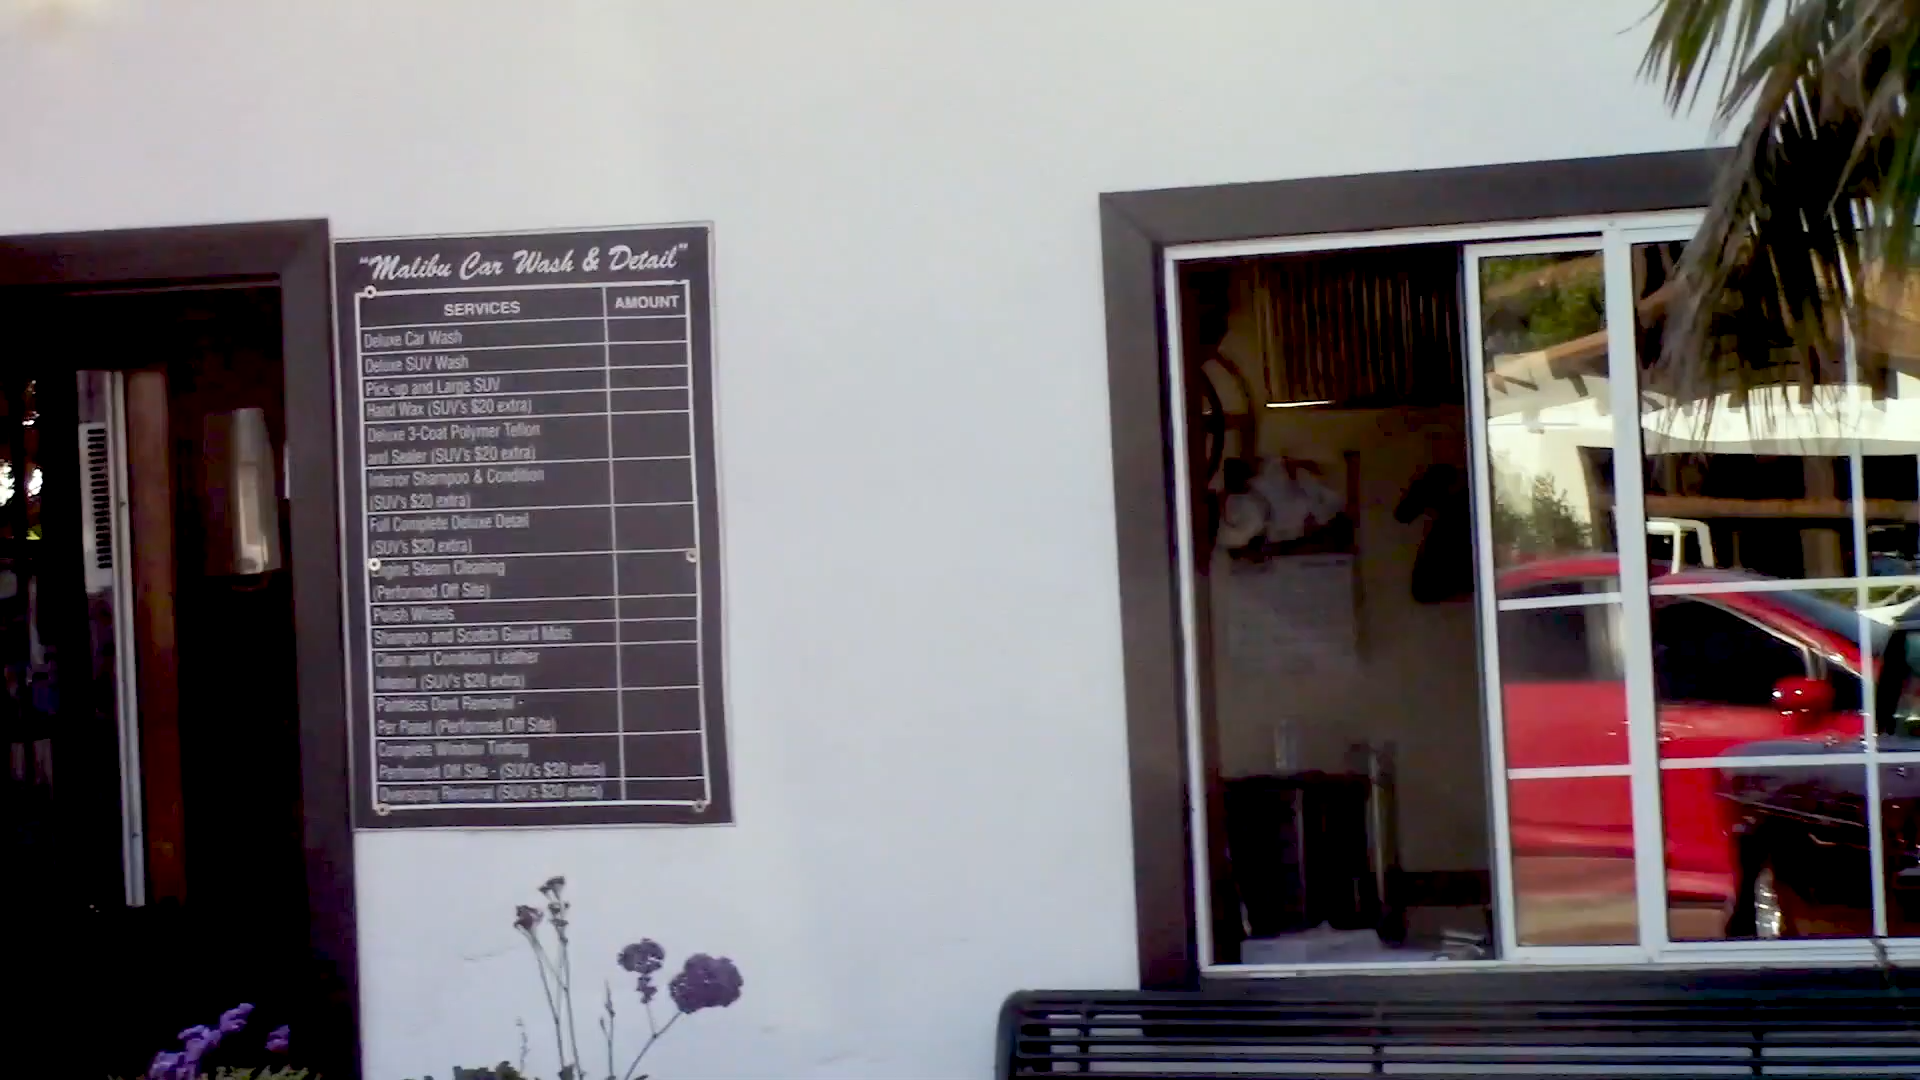 "Malibu Car Wash & Detail"
SERVICES
AMOUNT
Deluxe Car Wash
Deluxe SUV Wash
Pick-up and Large SUV
Hand Wax (SUV's $20 extra)
Deluxe 3-Coat Polymer Teflon
and Sealer (SUV's $20 extra)
Interior Shampoo & Condition
(SUV's $20 extra)
Full Complete Deluxe Detail
(SUV's $20 extra)
Engine Steam Cleaning
(Performed Off Site)
Polish Wheels
Shampoo and Scotch Guard Mats
Clean and Condition Leather
Interior (SUV's $20 extra)
Paintless Dent Removal -
Per Panel (Performed Off Site)
Complete Window Tinting
Performed Off Site - (SUV's $20 extra)
Overspray Removal (SUV's $20 extra)